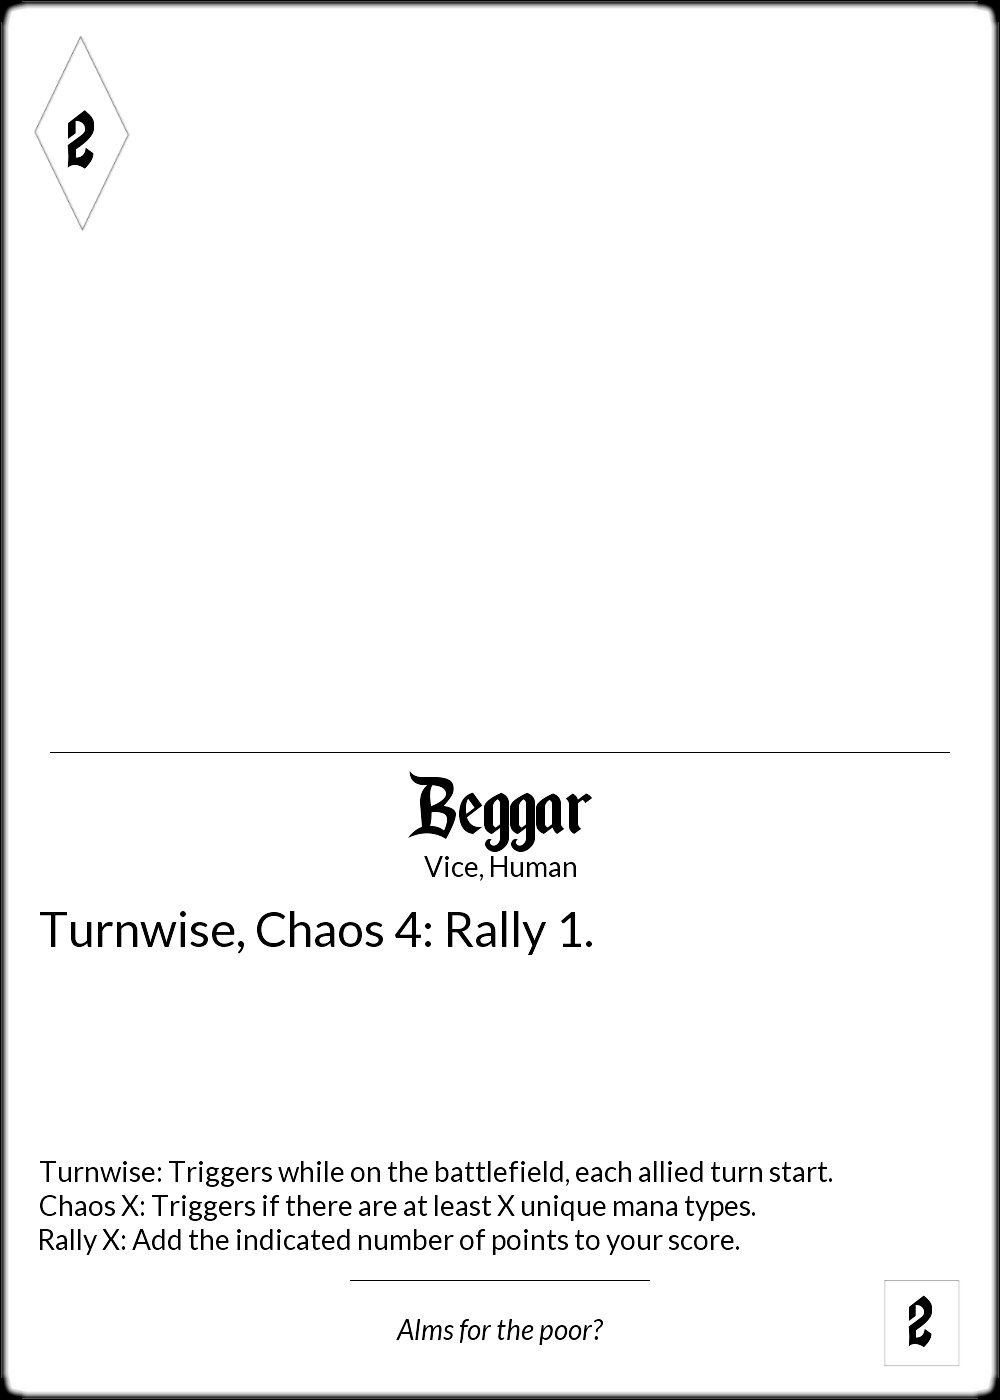 2
Beggar
Vice, Human
Turnwise, Chaos 4: Rally 1.
Turnwise: Triggers while on the battlefield, each allied turn start.
Chaos X: Triggers if there are at least X unique mana types.
Rally X: Add the indicated number of points to your score.
Alms for the poor?
2